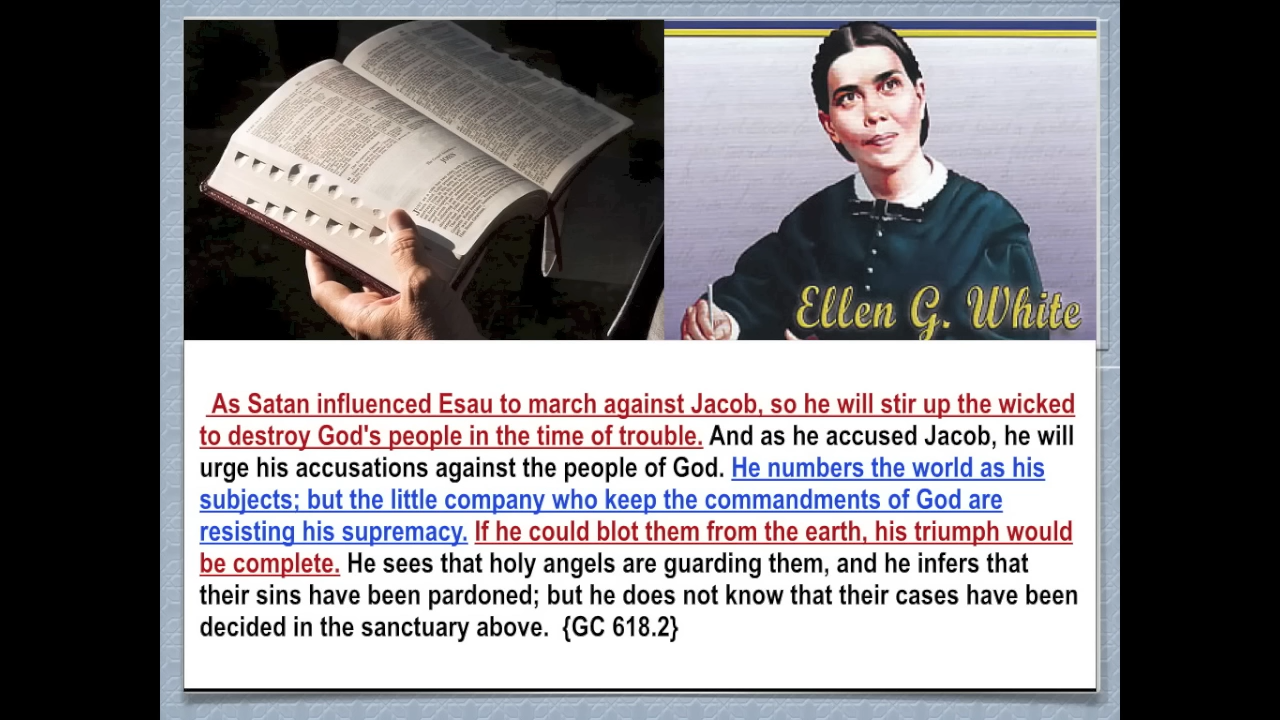 JOHN
Ellen G. White
As Satan influenced Esau to march against Jacob, so he will stir up the wicked
to destroy God's people in the time of trouble. And as he accused Jacob, he will
urge his accusations against the people of God. He numbers the world as his
subjects; but the little company who keep the commandments of God are
resisting his supremacy. If he could blot them from the earth, his triumph would
be complete. He sees that holy angels are guarding them, and he infers that
their sins have been pardoned; but he does not know that their cases have been
decided in the sanctuary above. {GC 618.2}